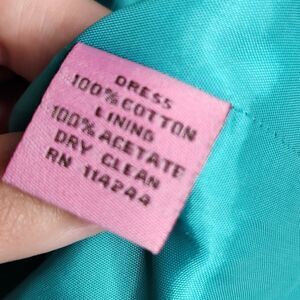 DRESS
100% COTTON
LINING
100% ACETATE
DRY CLEAN
RN 114244